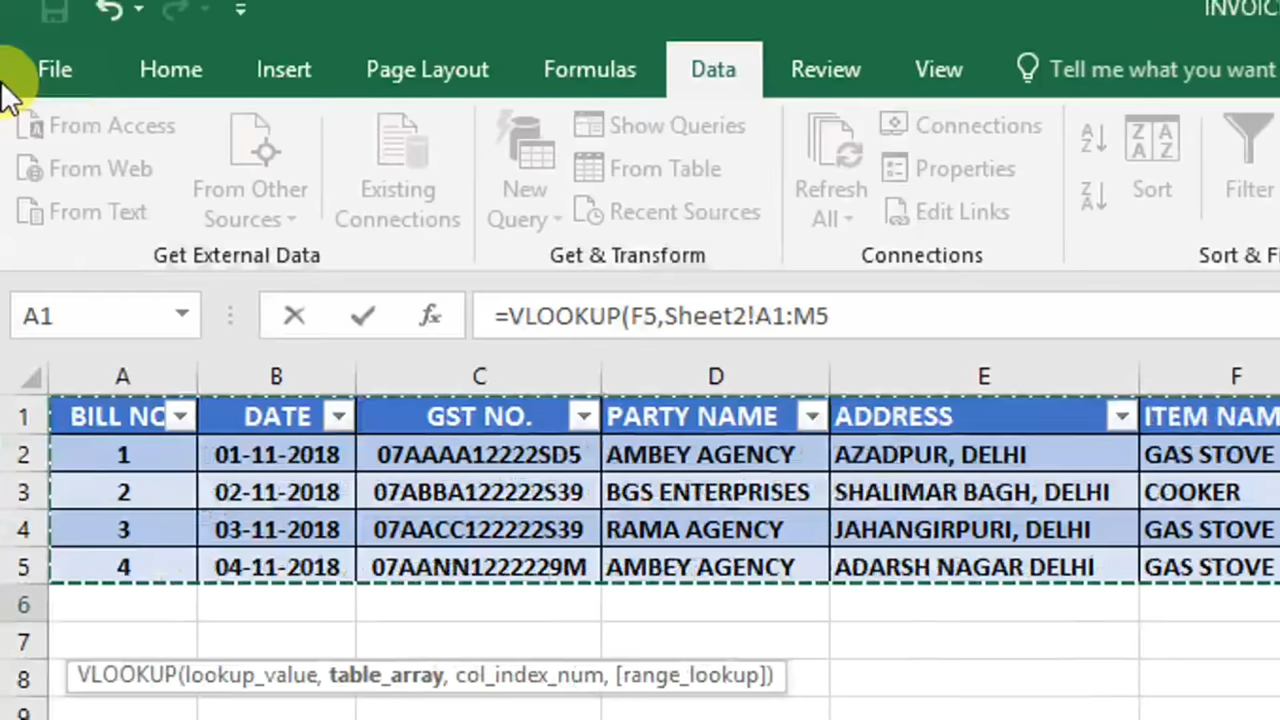 INVOIC
File Home Insert Page Layout Formulas Data Review View Tell me what you want
From Access
From Web
From Text
From Other Sources
Existing Connections
Get External Data
New Query
Show Queries
From Table
Recent Sources
Get & Transform
Refresh All
Connections
Properties
Edit Links
Connections
Sort
Filter
Sort & Fi
A1 fx =VLOOKUP(F5,Sheet2!A1:M5
A B C D E F
1 BILL NO DATE GST NO. PARTY NAME ADDRESS ITEM NAM
2 1 01-11-2018 07AAAA12222SD5 AMBEY AGENCY AZADPUR, DELHI GAS STOVE
3 2 02-11-2018 07ABBA122222S39 BGS ENTERPRISES SHALIMAR BAGH, DELHI COOKER
4 3 03-11-2018 07AACC122222S39 RAMA AGENCY JAHANGIRPURI, DELHI GAS STOVE
5 4 04-11-2018 07AANN1222229M AMBEY AGENCY ADARSH NAGAR DELHI GAS STOVE
6
7
8 VLOOKUP(lookup_value, table_array, col_index_num, [range_lookup])
9